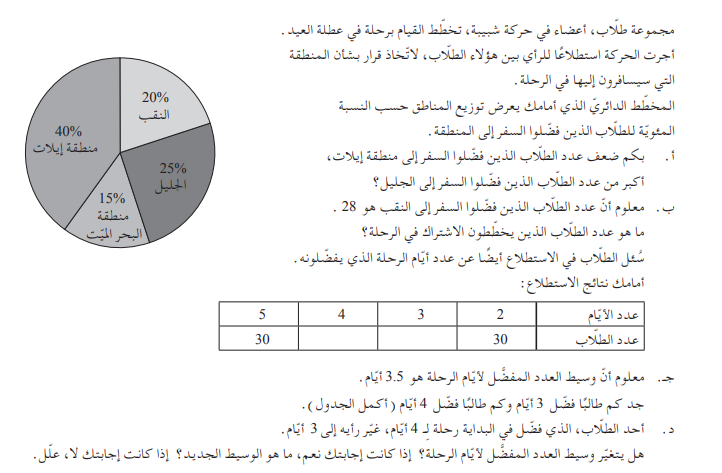 مجموعة طلّاب، أعضاء في حركة شبيبة، تخطّط القيام برحلة في عطلة العيد.
أجرت الحركة استطلاعًا للرأي بين هؤلاء الطلّاب، لاتّخاذ قرار بشأن المنطقة
التي سيسافرون إليها في الرحلة.
المخطّط الدائريّ الذي أمامك يعرض توزيع المناطق حسب النسبة
المئويّة للطلّاب الذين فضّلوا السفر إلى المنطقة.
20%
النقب
40%
منطقة إيلات
25%
الجليل
15%
منطقة
البحر الميّت
أ. بكم ضعف عدد الطلّاب الذين فضّلوا السفر إلى منطقة إيلات،
أكبر من عدد الطلّاب الذين فضّلوا السفر إلى الجليل؟
ب. معلوم أنّ عدد الطلّاب الذين فضّلوا السفر إلى النقب هو 28.
ما هو عدد الطلّاب الذين يخطّطون الاشتراك في الرحلة؟
سُئل الطلّاب في الاستطلاع أيضًا عن عدد أيّام الرحلة الذي يفضّلونه.
أمامك نتائج الاستطلاع:
عدد الأيّام 2 3 4 5
عدد الطلّاب 30 30
جـ. معلوم أنّ وسيط العدد المفضَّل لأيّام الرحلة هو 3.5 أيّام.
جد كم طالبًا فضّل 3 أيّام وكم طالبًا فضّل 4 أيّام (أكمل الجدول).
د. أحد الطلّاب، الذي فضّل في البداية رحلة لِـ 4 أيّام، غيّر رأيه إلى 3 أيّام.
هل يتغيّر وسيط العدد المفضَّل لأيّام الرحلة؟ إذا كانت إجابتك نعم، ما هو الوسيط الجديد؟ إذا كانت إجابتك لا، علّل.